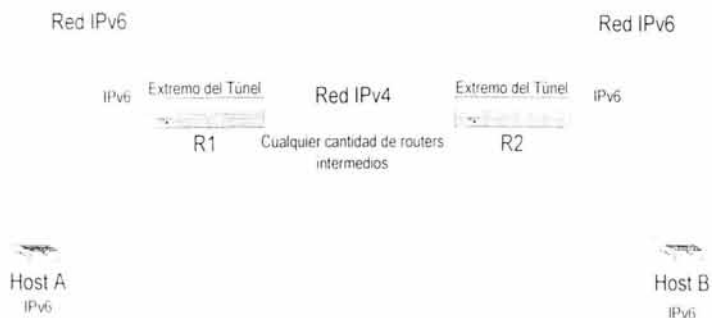 Red IPv6
Red IPv6
IPv6
Extremo del Túnel
Red IPv4
Extremo del Túnel
IPv6
R1
Cualquier cantidad de routers
intermedios
R2
Host A
IPv6
Host B
IPv6